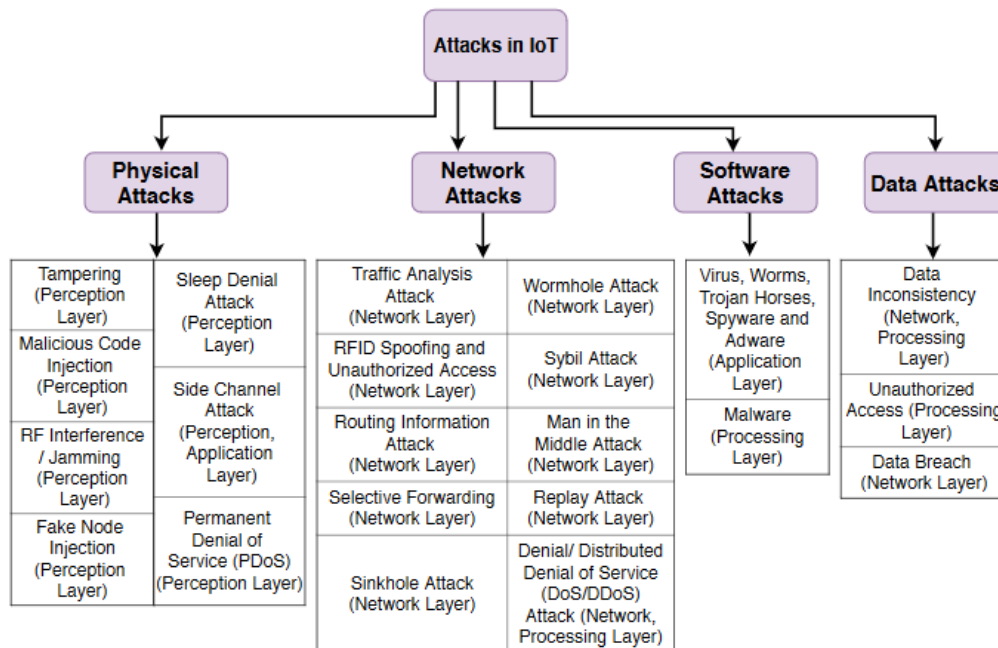 Attacks in IoT
Physical
Attacks
Network
Attacks
Software
Attacks
Data Attacks
Tampering
(Perception
Layer)
Malicious Code
Injection
(Perception
Layer)
RF Interference
/ Jamming
(Perception
Layer)
Fake Node
Injection
(Perception
Layer)
Sleep Denial
Attack
(Perception
Layer)
Side Channel
Attack
(Perception,
Application
Layer)
Permanent
Denial of
Service (PDoS)
(Perception Layer)
Traffic Analysis
Attack
(Network Layer)
RFID Spoofing and
Unauthorized Access
(Network Layer)
Routing Information
Attack
(Network Layer)
Selective Forwarding
(Network Layer)
Sinkhole Attack
(Network Layer)
Wormhole Attack
(Network Layer)
Sybil Attack
(Network Layer)
Man in the
Middle Attack
(Network Layer)
Replay Attack
(Network Layer)
Denial/ Distributed
Denial of Service
(DoS/DDoS)
Attack (Network,
Processing Layer)
Virus, Worms,
Trojan Horses,
Spyware and
Adware
(Application
Layer)
Malware
(Processing
Layer)
Data
Inconsistency
(Network,
Processing
Layer)
Unauthorized
Access (Processing
Layer)
Data Breach
(Network Layer)